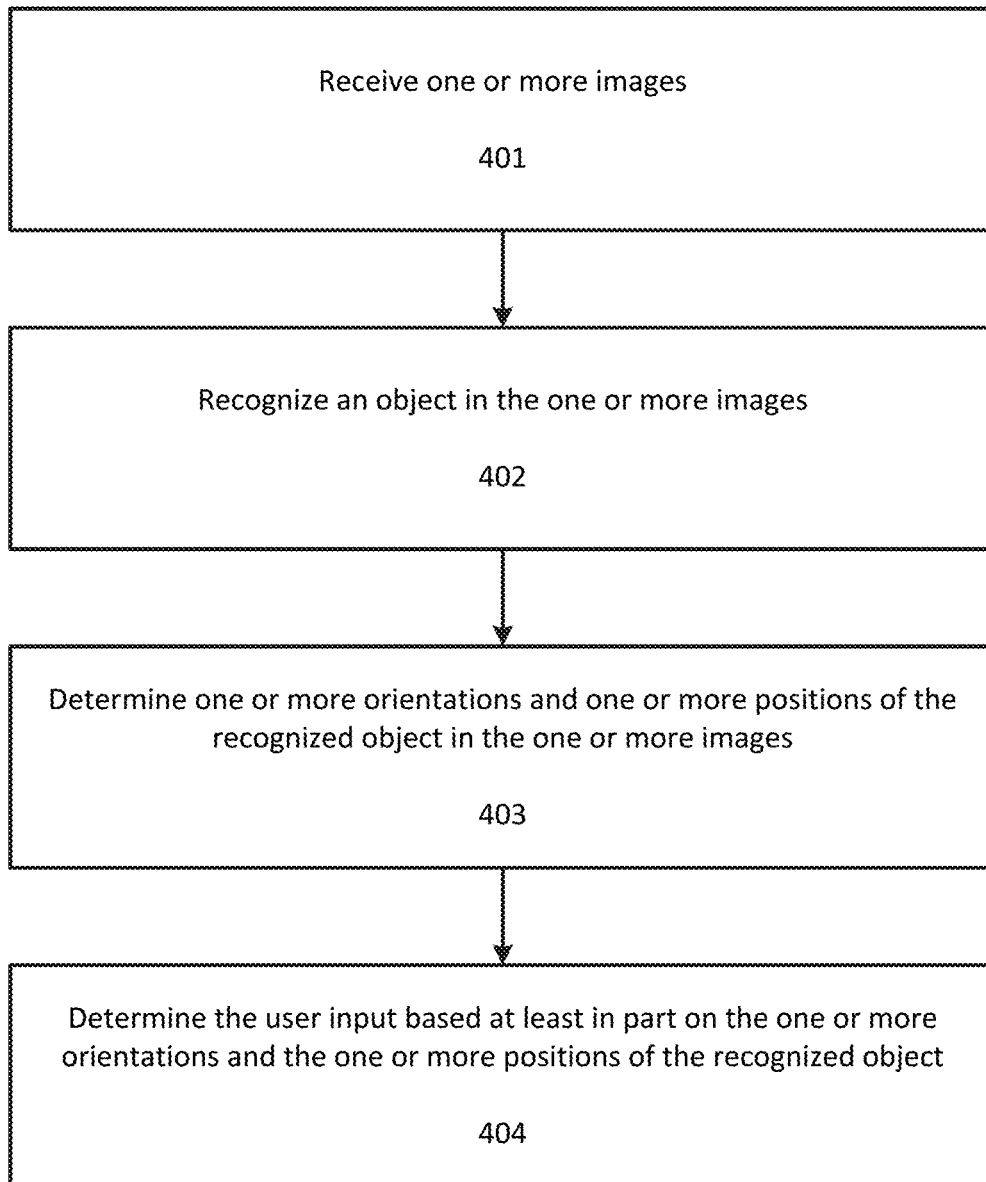 Receive one or more images
401
Recognize an object in the one or more images
402
Determine one or more orientations and one or more positions of the
recognized object in the one or more images
403
Determine the user input based at least in part on the one or more
orientations and the one or more positions of the recognized object
404